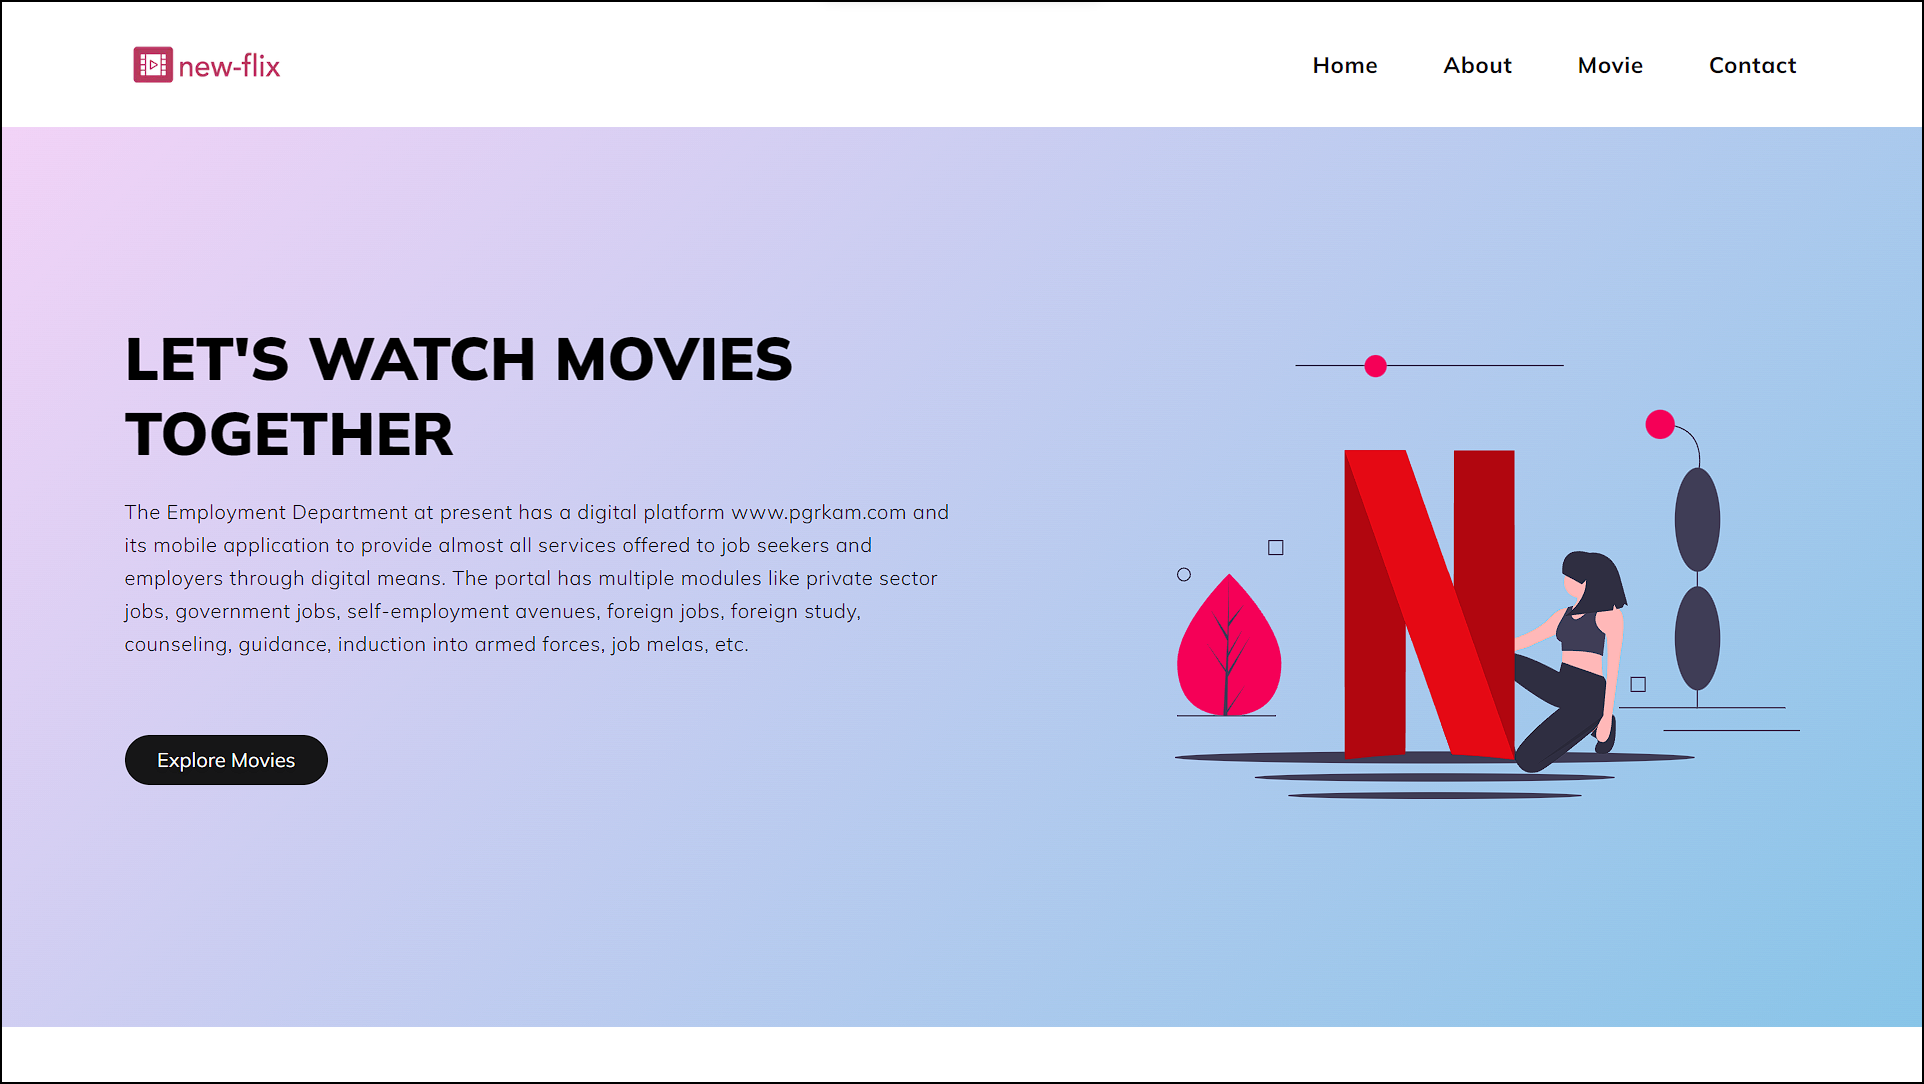 new-flix
Home About Movie Contact
LET'S WATCH MOVIES
TOGETHER
The Employment Department at present has a digital platform www.pgrkam.com and
its mobile application to provide almost all services offered to job seekers and
employers through digital means. The portal has multiple modules like private sector
jobs, government jobs, self-employment avenues, foreign jobs, foreign study,
counseling, guidance, induction into armed forces, job melas, etc.
Explore Movies
N